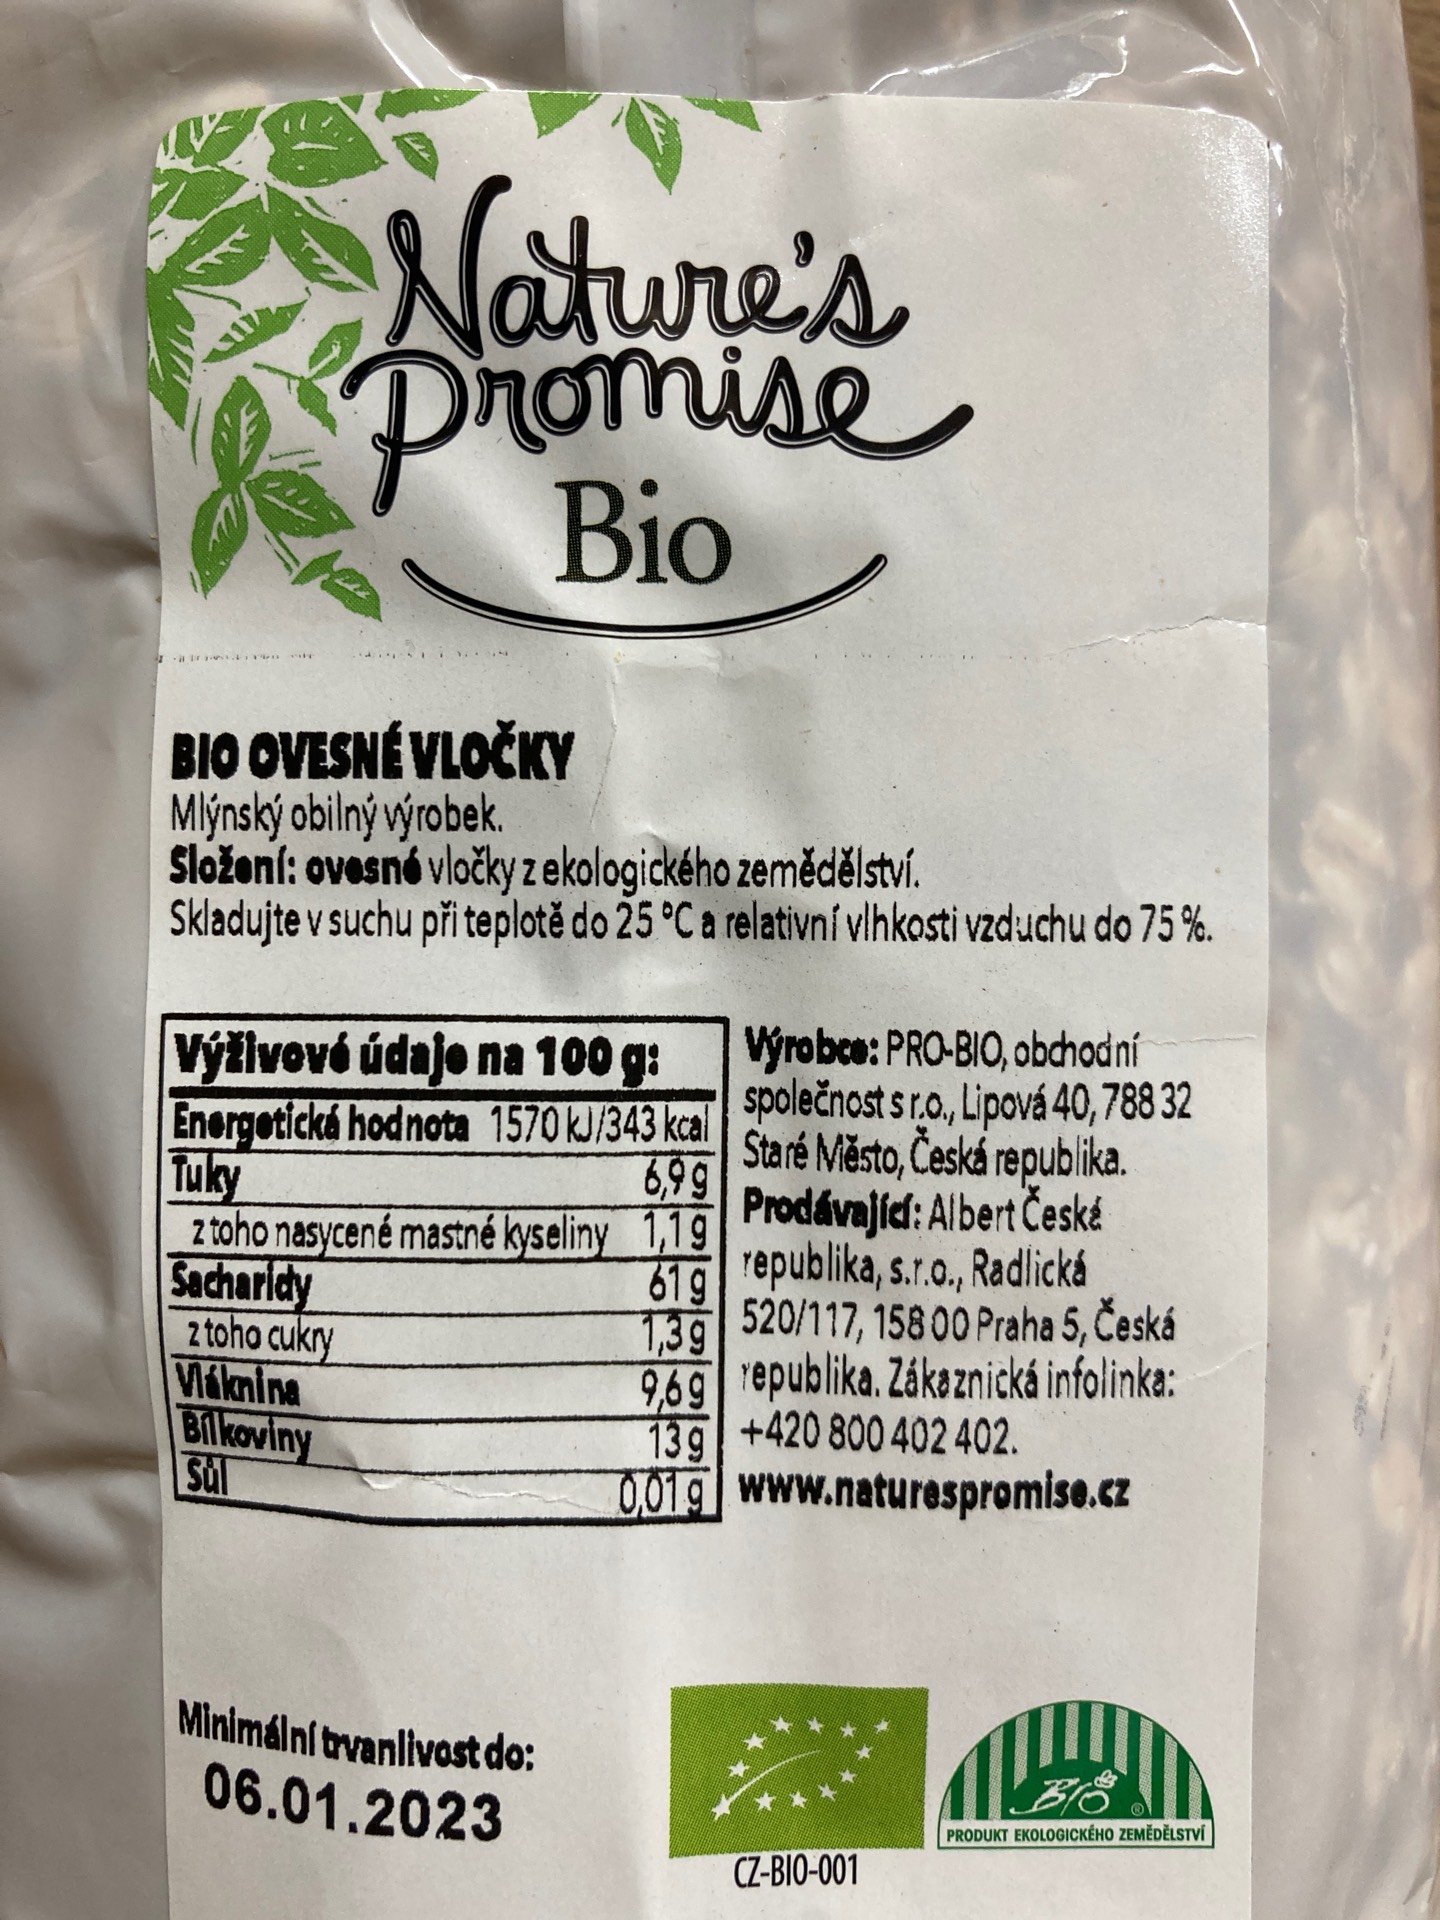 Nature's
Promise
Bio
BIO OVESNÉ VLOČKY
Mlýnský obilný výrobek.
Složení: ovesné vločky z ekologického zemědělství.
Skladujte v suchu při teplotě do 25 °C a relativní vlhkosti vzduchu do 75 %.
Výživové údaje na 100 g:
Energetická hodnota 1570 kJ/343 kcal
Tuky 6,9 g
z toho nasycené mastné kyseliny 1,1 g
Sacharidy 61 g
z toho cukry 1,3 g
Vláknina 9,6 g
Bílkoviny 13 g
Sůl 0,01 g
Výrobce: PRO-BIO, obchodní
společnost s r.o., Lipová 40, 788 32
Staré Město, Česká republika.
Prodávající: Albert Česká
republika, s.r.o., Radlická
520/117, 158 00 Praha 5, Česká
republika. Zákaznická infolinka:
+420 800 402 402.
www.naturespromise.cz
Minimální trvanlivost do:
06.01.2023
CZ-BIO-001
BIO ®
PRODUKT EKOLOGICKÉHO ZEMĚDĚLSTVÍ